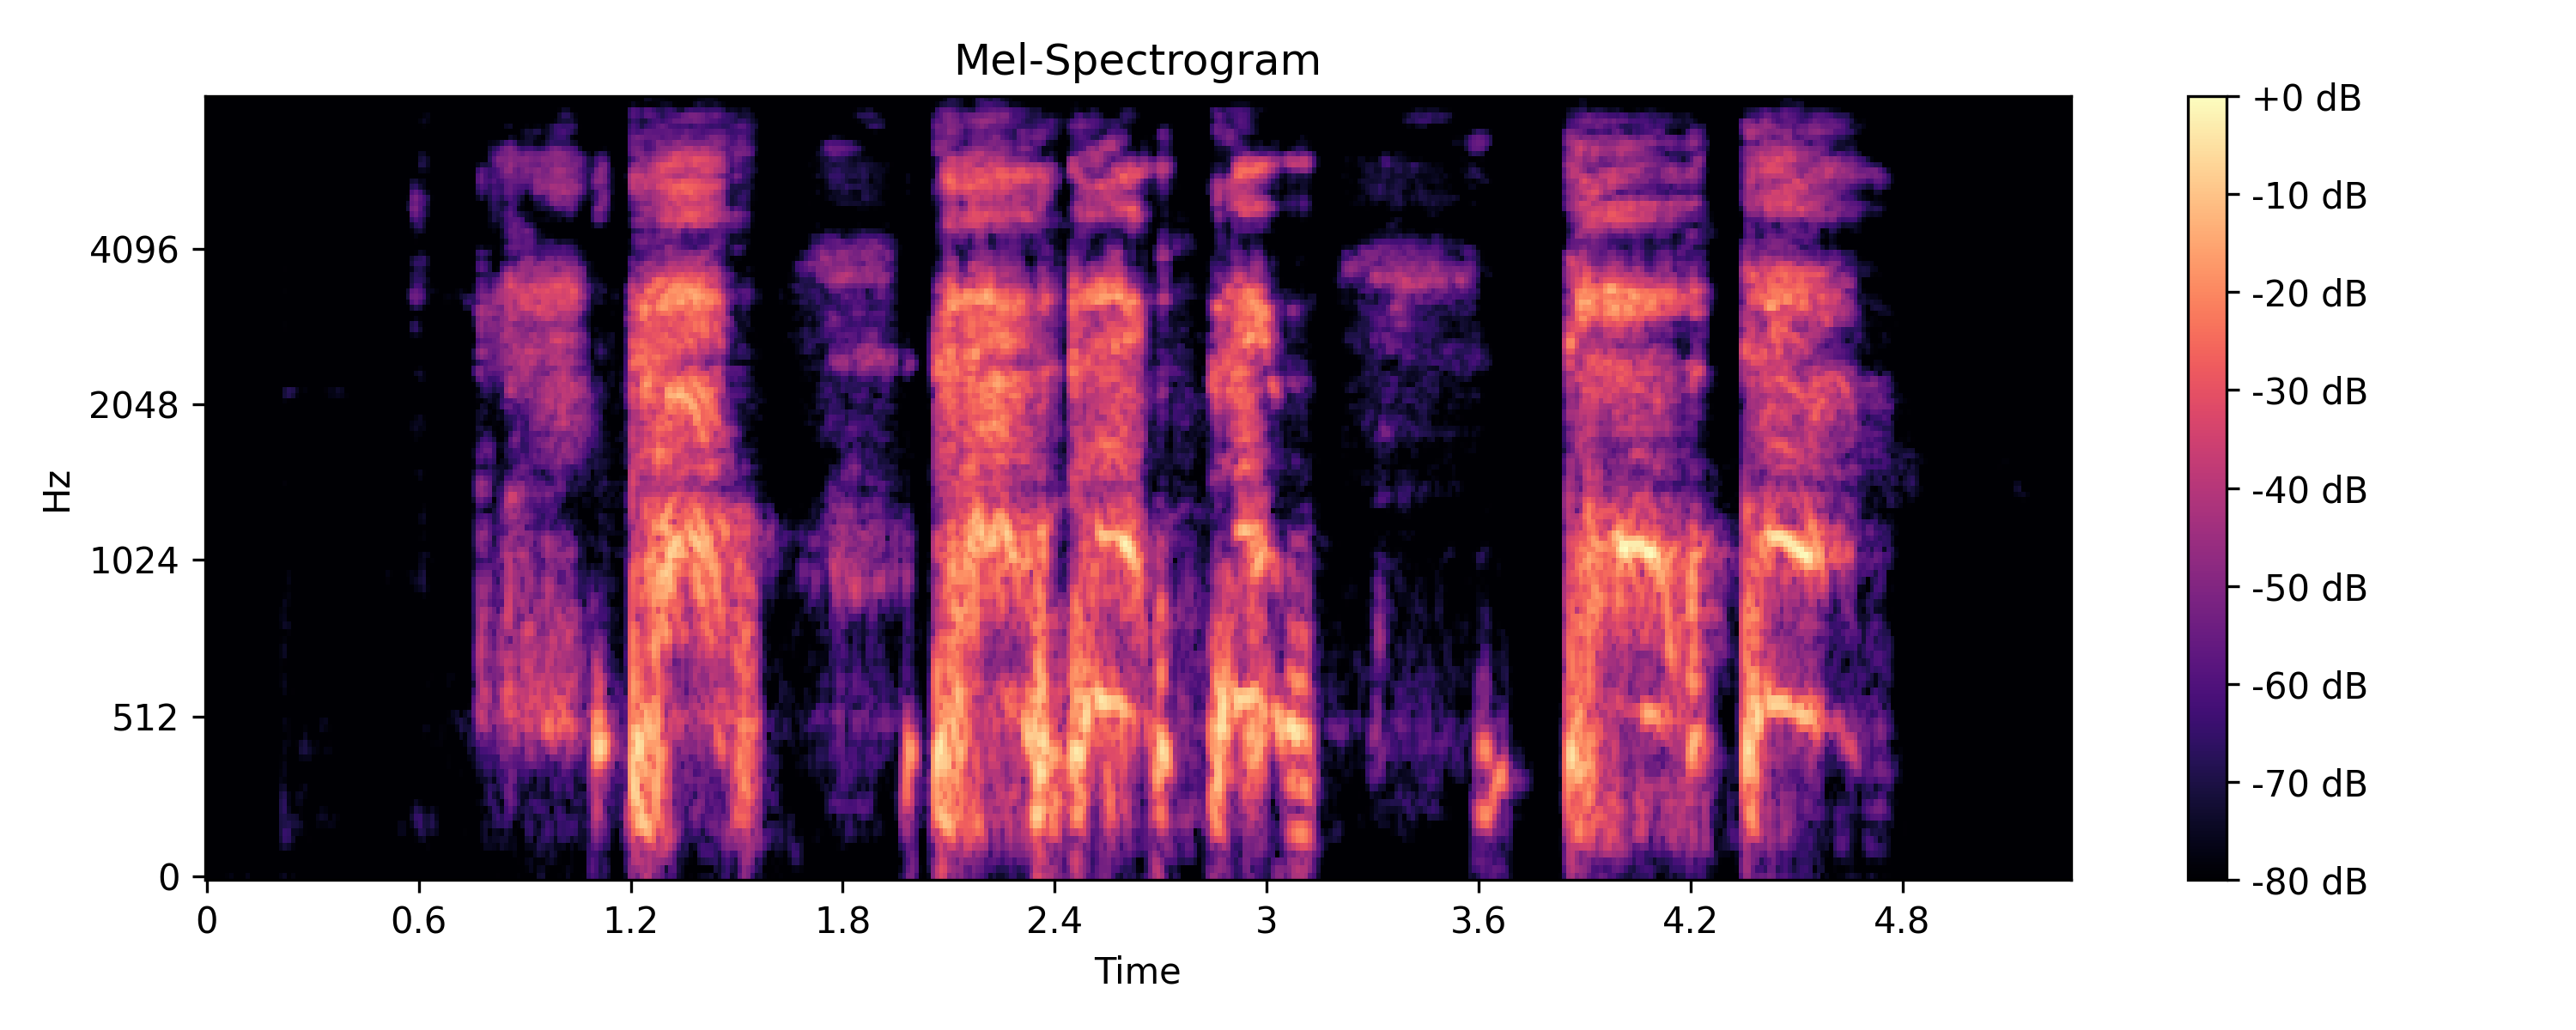 Mel-Spectrogram
Hz
4096
2048
1024
512
0
0 0.6 1.2 1.8 2.4 3 3.6 4.2 4.8
Time
+0 dB
-10 dB
-20 dB
-30 dB
-40 dB
-50 dB
-60 dB
-70 dB
-80 dB